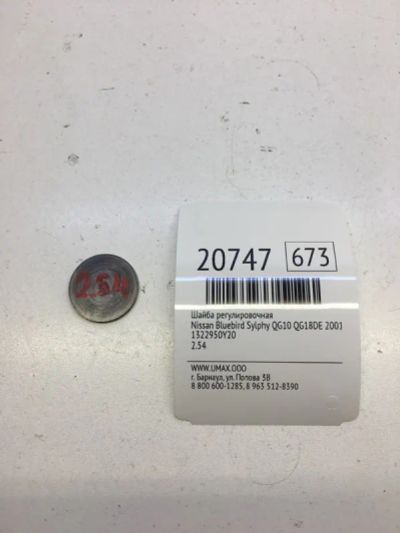 2.54
20747 673
Шайба регулировочная
Nissan Bluebird Sylphy QG10 QG18DE 2001
1322950Y20
2.54
WWW.UMAX.OOO
г. Барнаул, ул. Попова 3В
8 800 600-1285, 8 963 512-8390